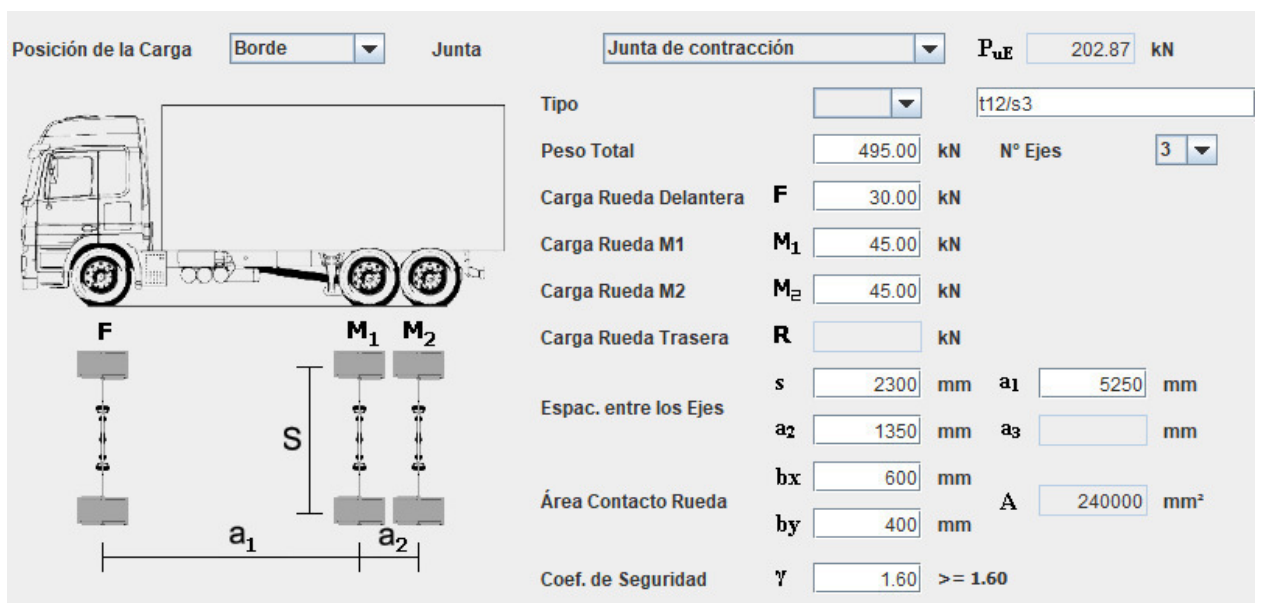 Posición de la Carga Borde Junta Junta de contracción PuE 202.87 kN
Tipo t12/s3
Peso Total 495.00 kN N° Ejes 3
Carga Rueda Delantera F 30.00 kN
Carga Rueda M1 M1 45.00 kN
Carga Rueda M2 M2 45.00 kN
Carga Rueda Trasera R kN
F M1 M2
S
a1 a2
Espac. entre los Ejes
s 2300 mm a1 5250 mm
a2 1350 mm a3 mm
Área Contacto Rueda
bx 600 mm
A 240000 mm²
by 400 mm
Coef. de Seguridad γ 1.60 >= 1.60